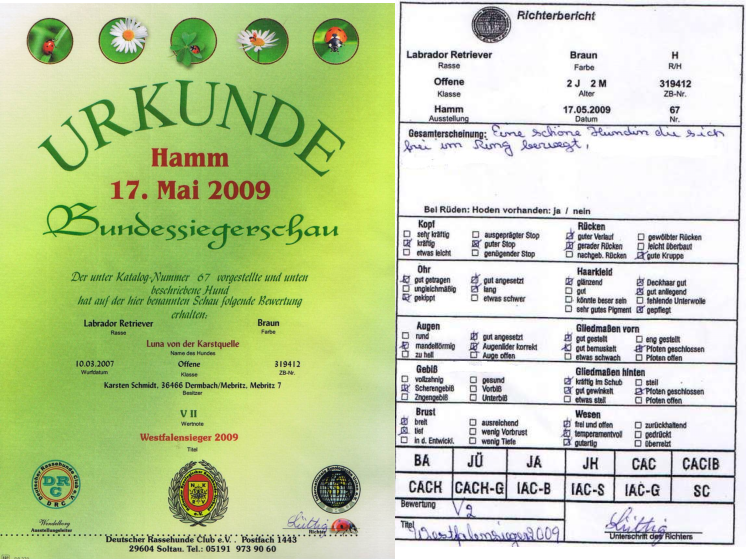 URKUNDE
Hamm
17. Mai 2009
Bundessiegerschau
Der unter Katalog-Nummer 67 vorgestellte und unten
beschriebene Hund
hat auf der hier benannten Schau folgende Bewertung
erhalten:
Labrador Retriever Braun
Rasse Farbe
Luna von der Karstquelle
Name des Hundes
10.03.2007 Offene 319412
Wurfdatum Klasse ZB-Nr.
Karsten Schmidt, 36466 Dermbach/Mebritz, Mebritz 7
Besitzer
V II
Wertnote
Westfalensieger 2009
Titel
Deutscher Rassehunde Club e.V.
DRC
D R C
Ausstellungsleiter
Richter
Deutscher Rassehunde Club e.V. . Postfach 1443
29604 Soltau. Tel.: 05191 973 90 60
Richterbericht
Labrador Retriever Braun H
Rasse Farbe R/H
Offene 2 J 2 M 319412
Klasse Alter ZB-Nr.
Hamm 17.05.2009 67
Ausstellung Datum Nr.
Gesamterscheinung: Eine schöne Hündin die sich
frei im Ring bewegt.
Bei Rüden: Hoden vorhanden: ja / nein
Kopf
sehr kräftig ausgeprägter Stop
kräftig guter Stop
etwas leicht genügender Stop
Rücken
guter Verlauf gewölbter Rücken
gerader Rücken leicht überbaut
nachgeb. Rücken gute Kruppe
Ohr
gut getragen gut angesetzt
ungleichmäßig lang
gekippt etwas schwer
Haarkleid
glänzend Deckhaar gut
gut gut anliegend
könnte beser sein fehlende Unterwolle
sehr gutes Pigment gepflegt
Augen
rund gut angesetzt
mandelförmig Augenlider korrekt
zu hell Auge offen
Gliedmaßen vorn
gut gestellt eng gestellt
gut bemuskelt Pfoten geschlossen
etwas schwach Pfoten offen
Gebiß
vollzahnig gesund
Scherengebiß Vorbiß
Zngengebiß Unterbiß
Gliedmaßen hinten
kräftig im Schub steil
gut gewinkelt Pfoten geschlossen
etwas steil Pfoten offen
Brust
breit ausreichend
tief wenig Vorbrust
in d. Entwickl. wenig Tiefe
Wesen
frei und offen zurückhaltend
temperamentvoll gedrückt
gutartig überreizt
BA JÜ JA JH CAC CACIB
CACH CACH-G IAC-B IAC-S IAC-G SC
Bewertung V2
Titel Westfalensieger 2009
Unterschrift des Richters